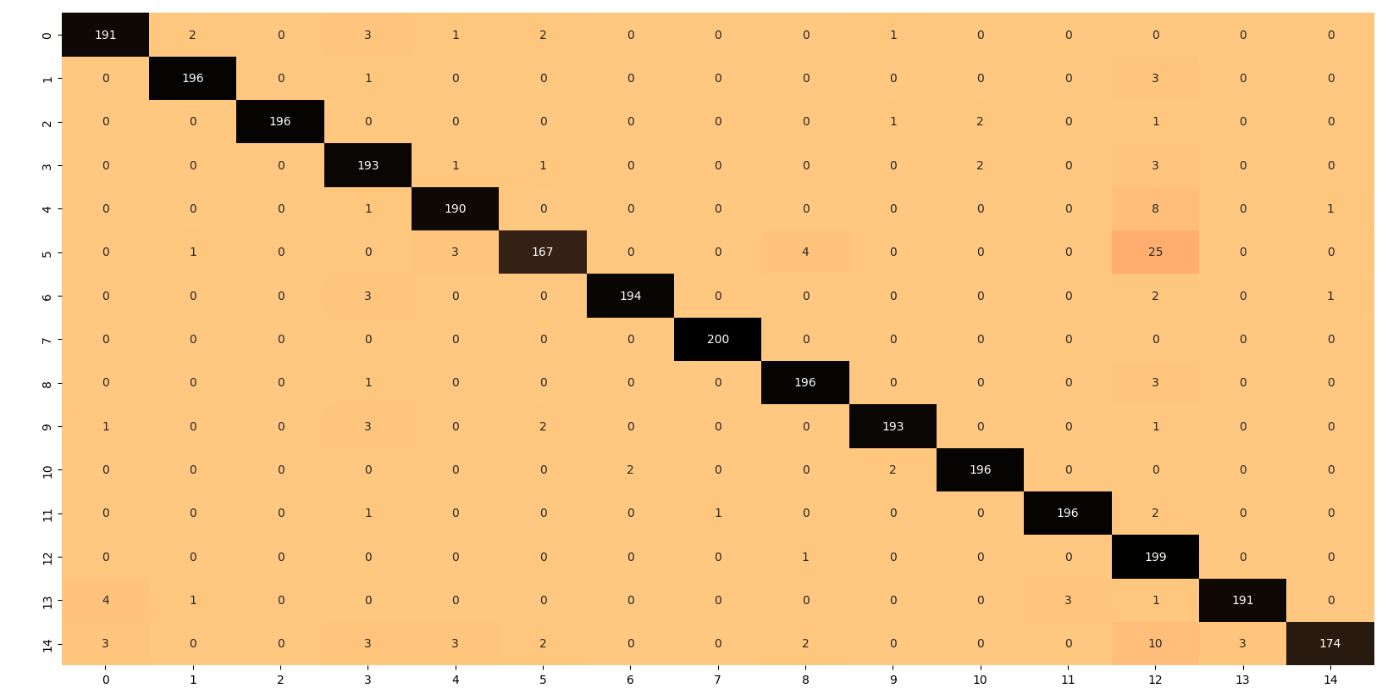 0 191 2 0 3 1 2 0 0 0 1 0 0 0 0 0
1 0 196 0 1 0 0 0 0 0 0 0 0 3 0 0
2 0 0 196 0 0 0 0 0 0 1 2 0 1 0 0
3 0 0 0 193 1 1 0 0 0 0 2 0 3 0 0
4 0 0 0 1 190 0 0 0 0 0 0 0 8 0 1
5 0 1 0 0 3 167 0 0 4 0 0 0 25 0 0
6 0 0 0 3 0 0 194 0 0 0 0 0 2 0 1
7 0 0 0 0 0 0 0 200 0 0 0 0 0 0 0
8 0 0 0 1 0 0 0 0 196 0 0 0 3 0 0
9 1 0 0 3 0 2 0 0 0 193 0 0 1 0 0
10 0 0 0 0 0 0 2 0 0 2 196 0 0 0 0
11 0 0 0 1 0 0 0 1 0 0 0 196 2 0 0
12 0 0 0 0 0 0 0 0 1 0 0 0 199 0 0
13 4 1 0 0 0 0 0 0 0 0 0 3 1 191 0
14 3 0 0 3 3 2 0 0 2 0 0 0 10 3 174
0 1 2 3 4 5 6 7 8 9 10 11 12 13 14